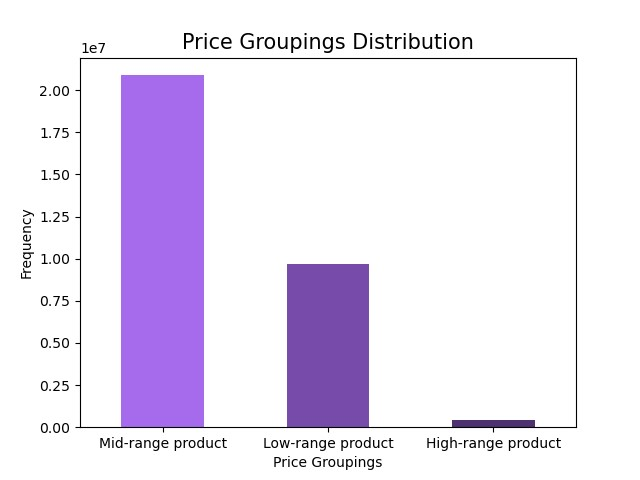 Price Groupings Distribution
1e7
2.00
1.75
1.50
1.25
1.00
0.75
0.50
0.25
0.00
Frequency
Mid-range product
Low-range product
High-range product
Price Groupings